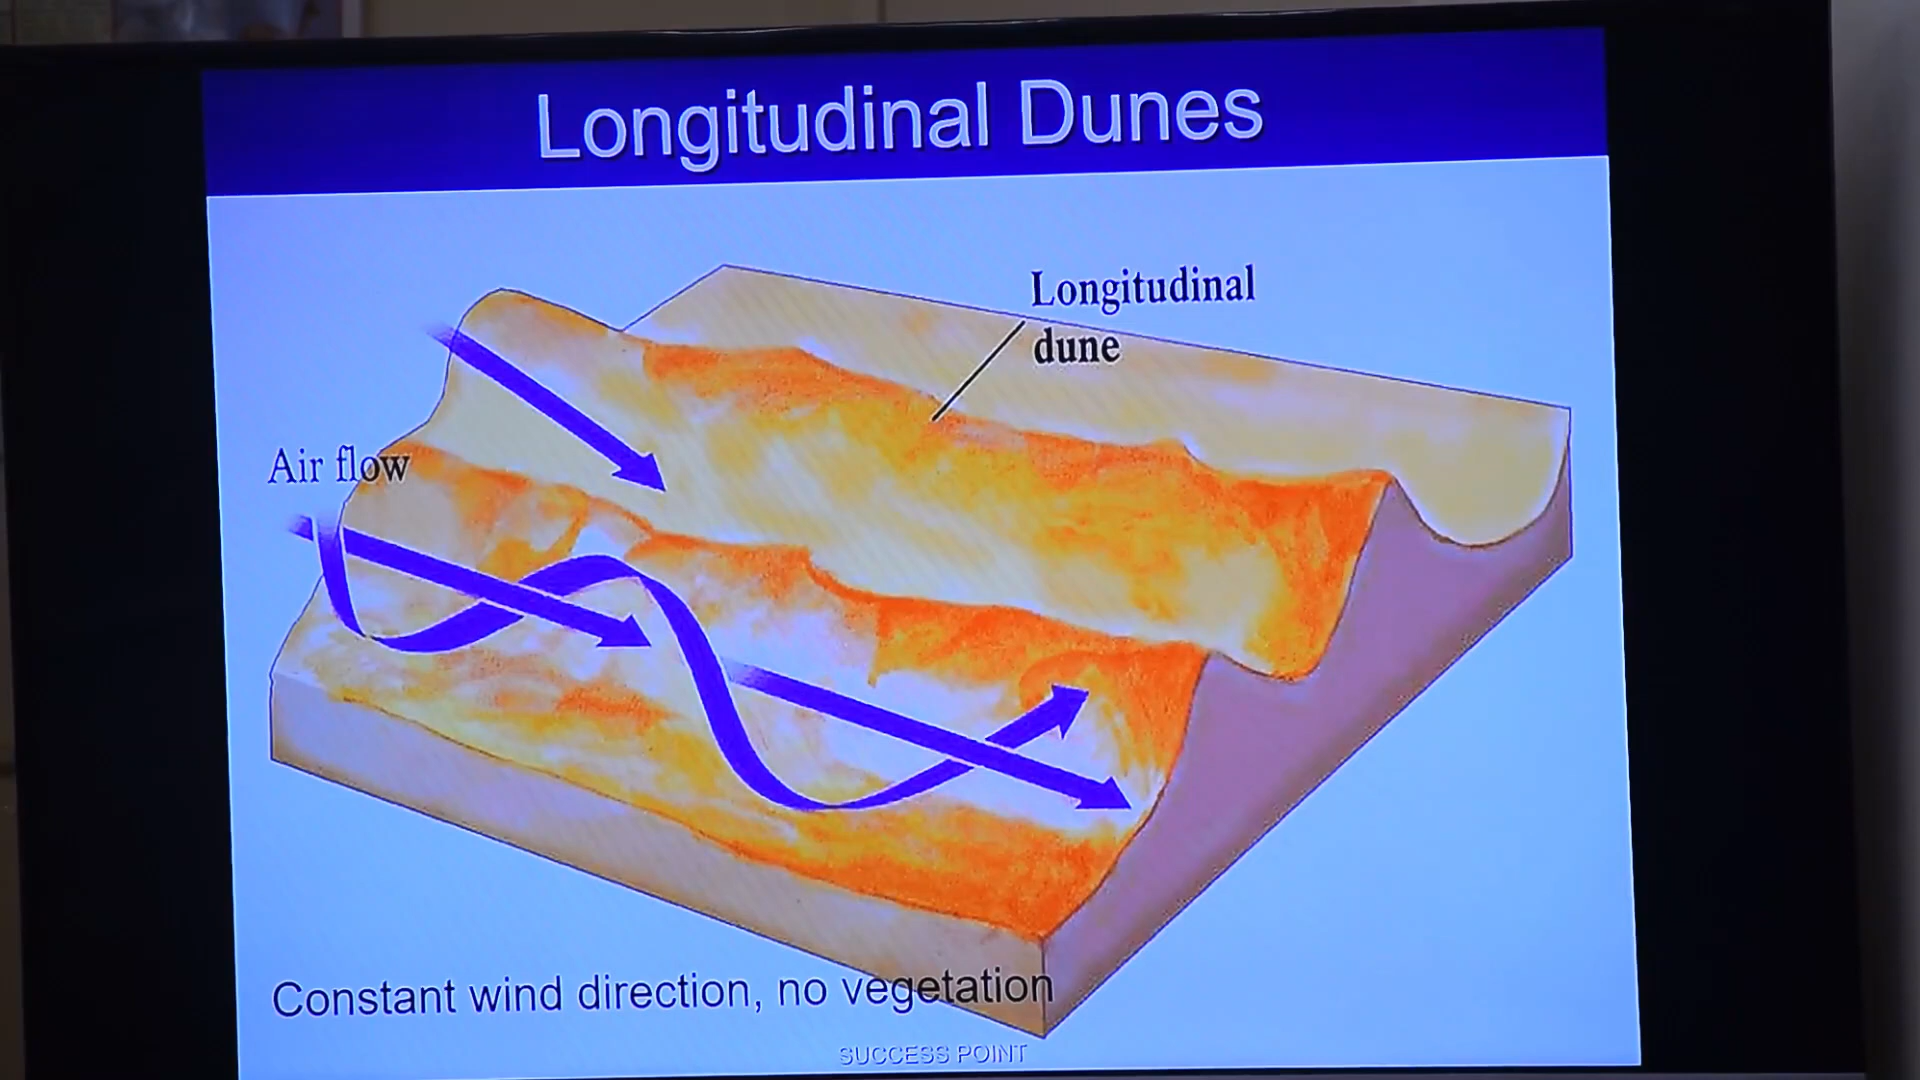 Longitudinal Dunes
Longitudinal
dune
Air flow
Constant wind direction, no vegetation
SUCCESS POINT